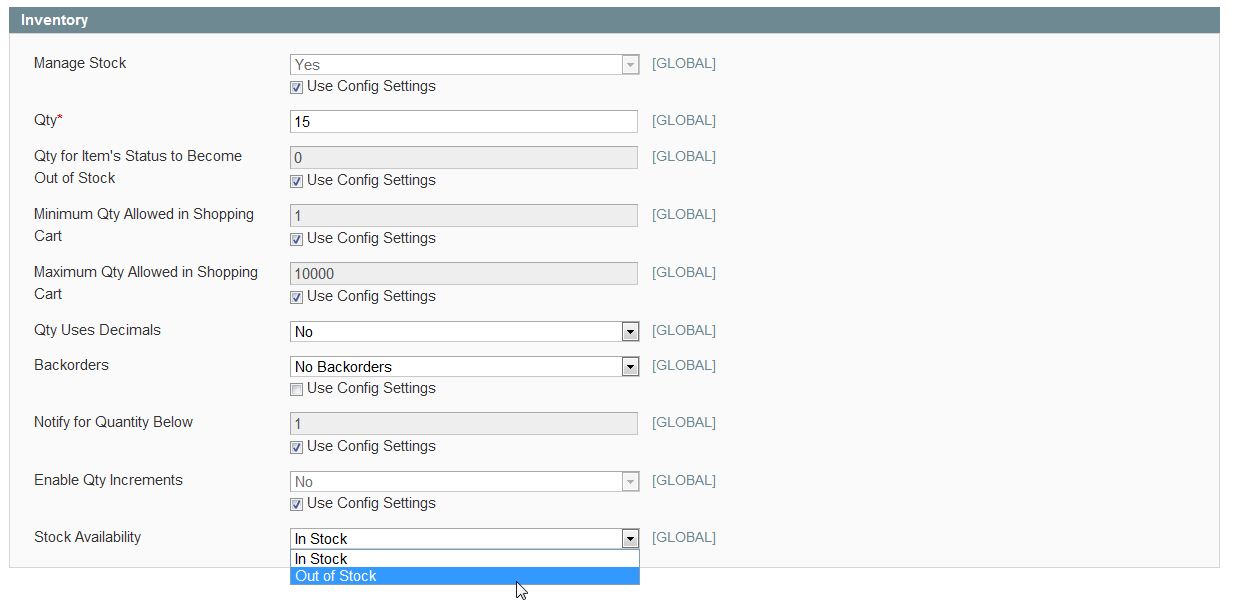 Inventory
Manage Stock
Yes
[GLOBAL]
Use Config Settings
Qty*
15
[GLOBAL]
Qty for Item's Status to Become
Out of Stock
0
[GLOBAL]
Use Config Settings
Minimum Qty Allowed in Shopping
Cart
1
[GLOBAL]
Use Config Settings
Maximum Qty Allowed in Shopping
Cart
10000
[GLOBAL]
Use Config Settings
Qty Uses Decimals
No
[GLOBAL]
Backorders
No Backorders
[GLOBAL]
Use Config Settings
Notify for Quantity Below
1
[GLOBAL]
Use Config Settings
Enable Qty Increments
No
[GLOBAL]
Use Config Settings
Stock Availability
In Stock
[GLOBAL]
In Stock
Out of Stock